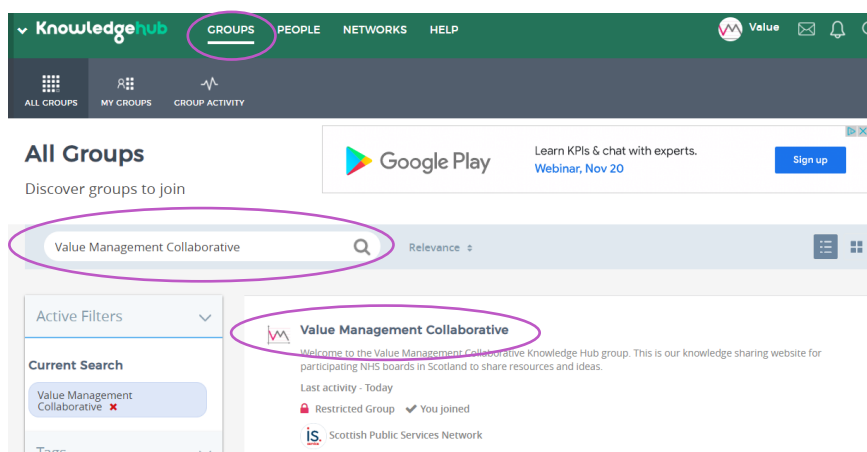 Knowledgehub GROUPS PEOPLE NETWORKS HELP Value
ALL GROUPS MY GROUPS GROUP ACTIVITY
All Groups
Discover groups to join
Google Play
Learn KPIs & chat with experts.
Webinar, Nov 20
Sign up
Value Management Collaborative
Relevance
Active Filters
Current Search
Value Management
Collaborative
Tags
Value Management Collaborative
Welcome to the Value Management Collaborative Knowledge Hub group. This is our knowledge sharing website for
participating NHS boards in Scotland to share resources and ideas.
Last activity - Today
Restricted Group You joined
is. Scottish Public Services Network